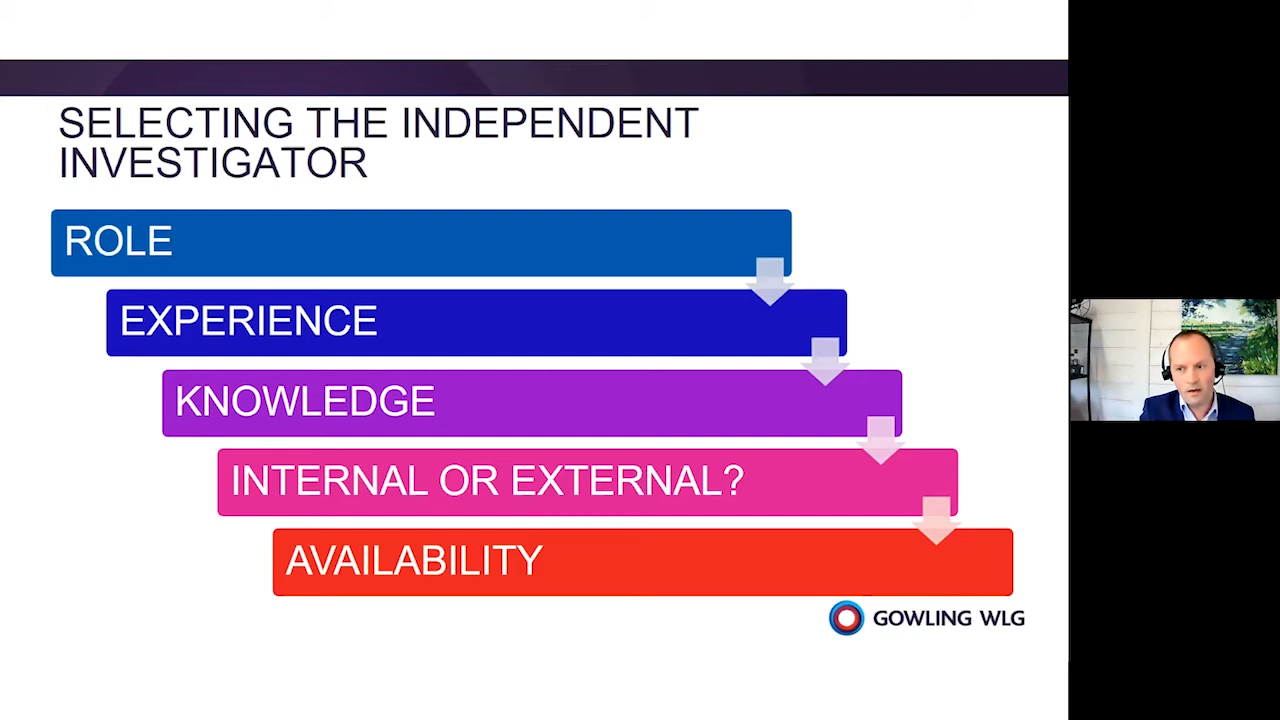 SELECTING THE INDEPENDENT
INVESTIGATOR
ROLE
EXPERIENCE
KNOWLEDGE
INTERNAL OR EXTERNAL?
AVAILABILITY
GOWLING WLG